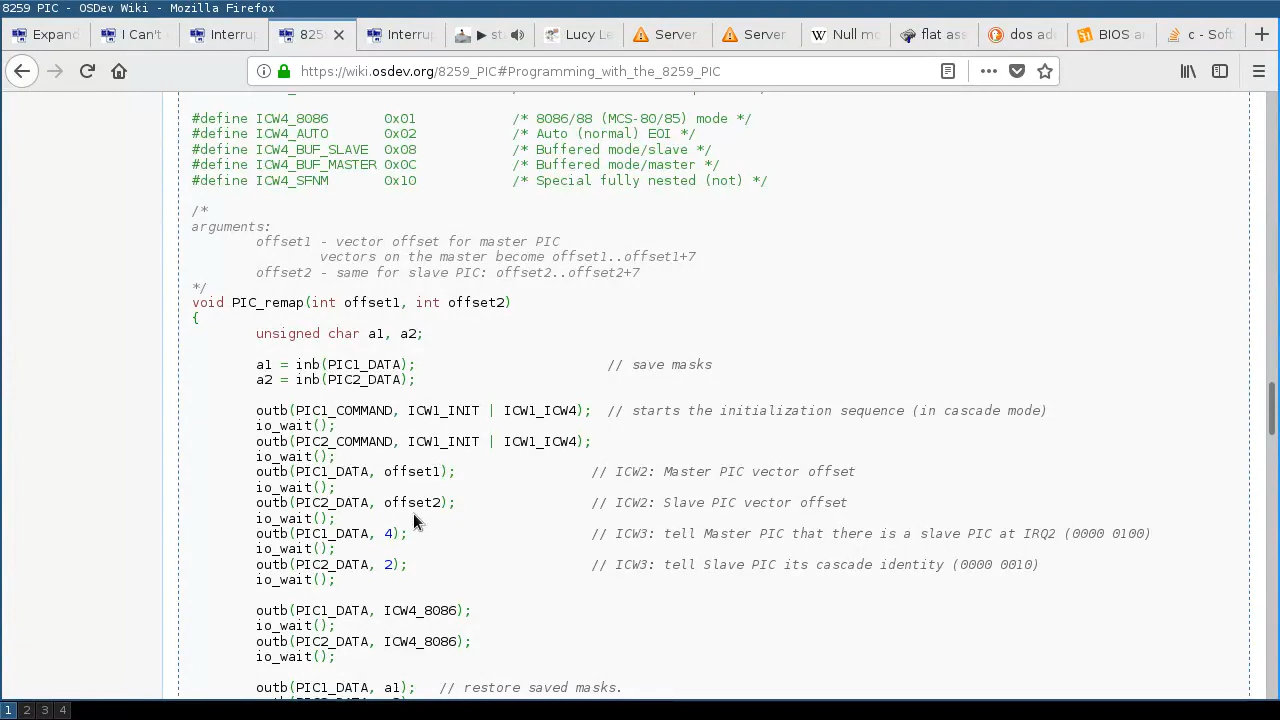 8259 PIC - OSDev Wiki - Mozilla Firefox
Expand I Can't Interru 825 Interru Lucy Le Server Server Null m flat ass dos ad BIOS a c - Soft
https://wiki.osdev.org/8259_PIC#Programming_with_the_8259_PIC
#define ICW4_8086 0x01 /* 8086/88 (MCS-80/85) mode */
#define ICW4_AUTO 0x02 /* Auto (normal) EOI */
#define ICW4_BUF_SLAVE 0x08 /* Buffered mode/slave */
#define ICW4_BUF_MASTER 0x0C /* Buffered mode/master */
#define ICW4_SFNM 0x10 /* Special fully nested (not) */
/*
arguments:
offset1 - vector offset for master PIC
vectors on the master become offset1..offset1+7
offset2 - same for slave PIC: offset2..offset2+7
*/
void PIC_remap(int offset1, int offset2)
{
unsigned char a1, a2;
a1 = inb(PIC1_DATA); // save masks
a2 = inb(PIC2_DATA);
outb(PIC1_COMMAND, ICW1_INIT | ICW1_ICW4); // starts the initialization sequence (in cascade mode)
io_wait();
outb(PIC2_COMMAND, ICW1_INIT | ICW1_ICW4);
io_wait();
outb(PIC1_DATA, offset1); // ICW2: Master PIC vector offset
io_wait();
outb(PIC2_DATA, offset2); // ICW2: Slave PIC vector offset
io_wait();
outb(PIC1_DATA, 4); // ICW3: tell Master PIC that there is a slave PIC at IRQ2 (0000 0100)
io_wait();
outb(PIC2_DATA, 2); // ICW3: tell Slave PIC its cascade identity (0000 0010)
io_wait();
outb(PIC1_DATA, ICW4_8086);
io_wait();
outb(PIC2_DATA, ICW4_8086);
io_wait();
outb(PIC1_DATA, a1); // restore saved masks.
1 2 3 4